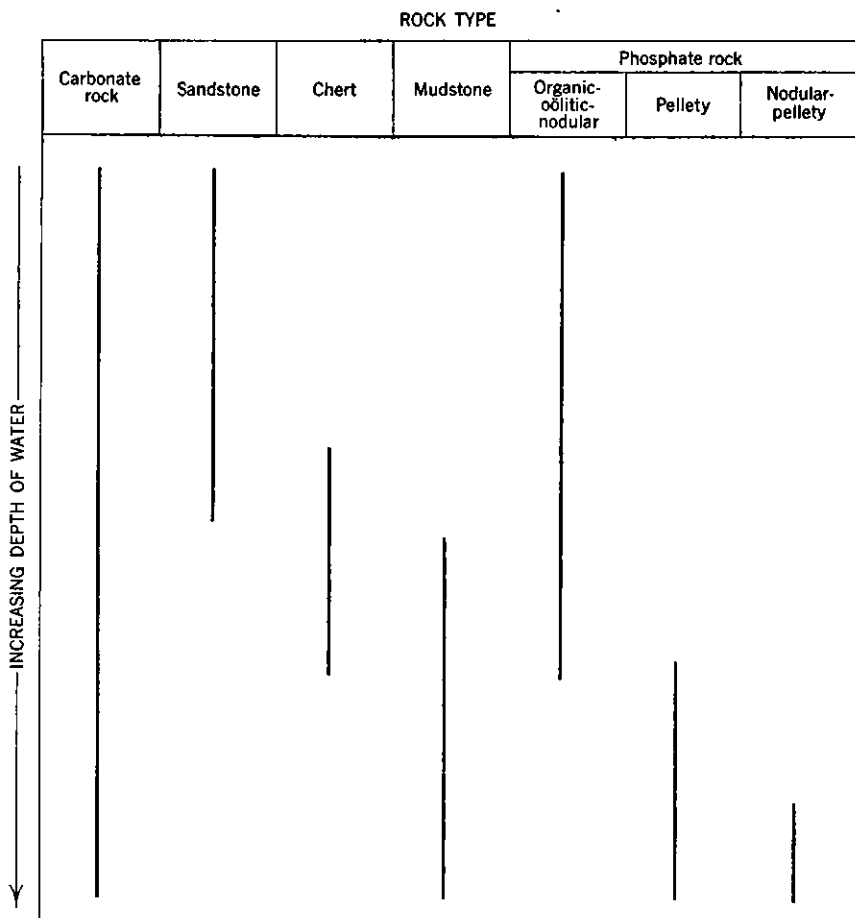 ROCK TYPE
Carbonate
rock
Sandstone
Chert
Mudstone
Phosphate rock
Organic-
oölitic-
nodular
Pellety
Nodular-
pellety
INCREASING DEPTH OF WATER